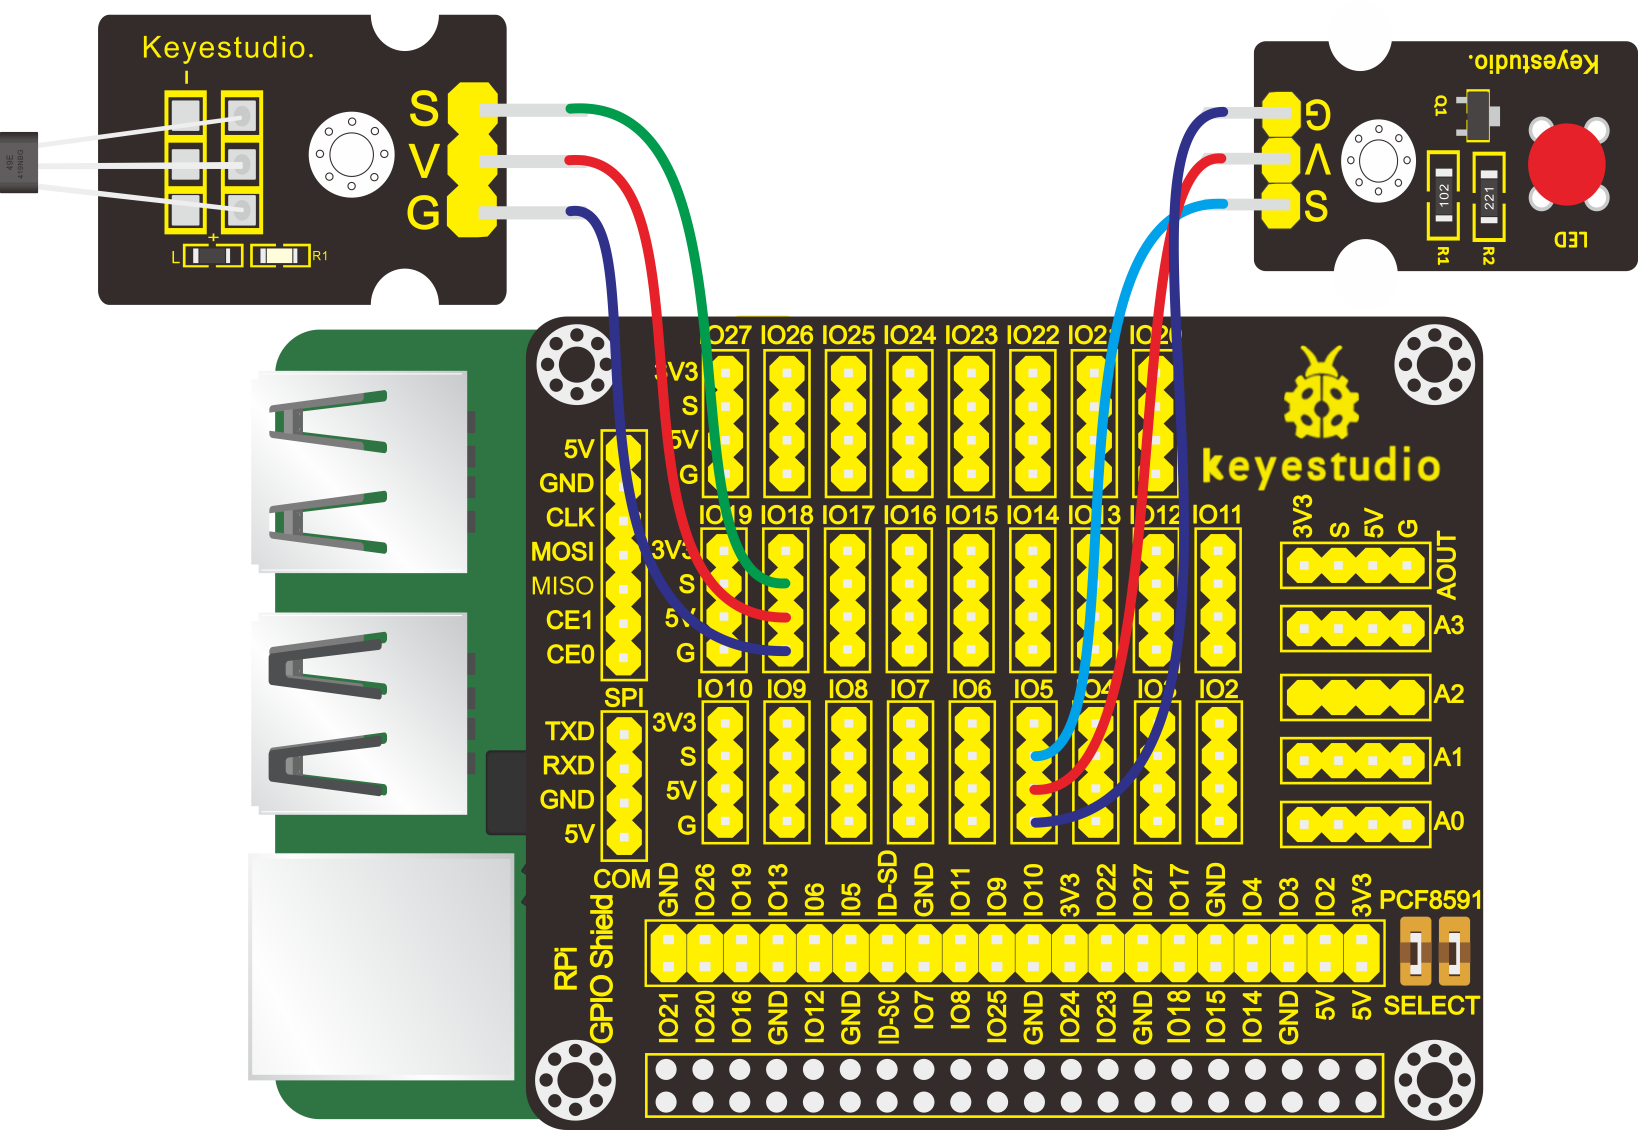 Keyestudio.
S
V
G
49E
419NBG
L
+
R1
Keyestudio.
G
V
S
Q1
102
221
R1
R2
LED
IO27 IO26 IO25 IO24 IO23 IO22 IO21 IO20
3V3
S
5V
G
keyestudio
5V
GND
CLK
MOSI
MISO
CE1
CE0
SPI
IO19 IO18 IO17 IO16 IO15 IO14 IO13 IO12 IO11
3V3
S
5V
G
3V3 S 5V G
AOUT
A3
A2
A1
A0
IO10 IO9 IO8 IO7 IO6 IO5 IO4 IO3 IO2
3V3
S
5V
G
TXD
RXD
GND
5V
COM
RPi
GPIO Shield
GND IO26 IO19 IO13 I06 I05 ID-SD GND IO11 IO9 IO10 3V3 IO22 IO27 IO17 GND IO4 IO3 IO2 3V3
PCF8591
SELECT
IO21 IO20 IO16 GND IO12 GND ID-SC IO7 IO8 IO25 GND IO24 IO23 GND IO18 IO15 IO14 GND 5V 5V